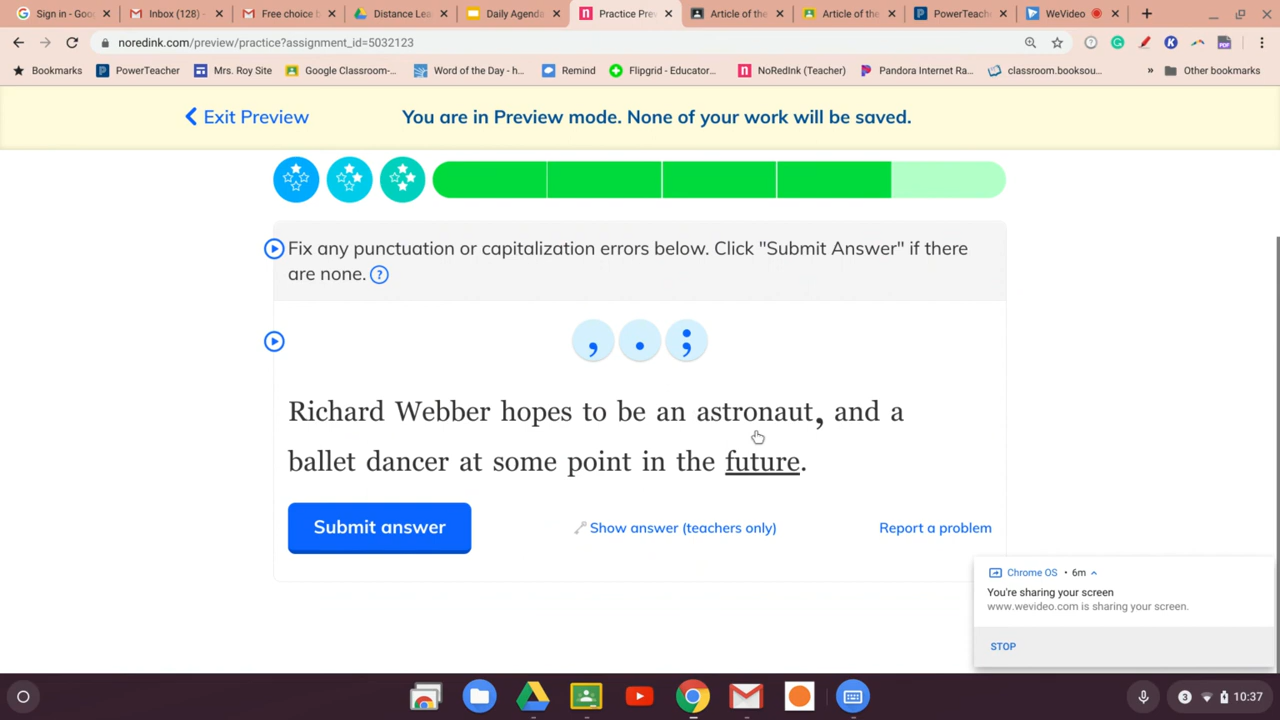 Sign in - Goo
Inbox (128) -
Free choice b
Distance Lea
Daily Agenda
Practice Prev
Article of the
Article of the
PowerTeach
WeVideo
noredink.com/preview/practice?assignment_id=5032123
Bookmarks
PowerTeacher
Mrs. Roy Site
Google Classroom-...
Word of the Day - h...
Remind
Flipgrid - Educator...
NoRedInk (Teacher)
Pandora Internet Ra...
classroom.booksou...
»
Other bookmarks
Exit Preview
You are in Preview mode. None of your work will be saved.
Fix any punctuation or capitalization errors below. Click "Submit Answer" if there
are none. ?
, . ;
Richard Webber hopes to be an astronaut, and a
ballet dancer at some point in the future.
Submit answer
Show answer (teachers only)
Report a problem
Chrome OS • 6m
You're sharing your screen
www.wevideo.com is sharing your screen.
STOP
3
10:37